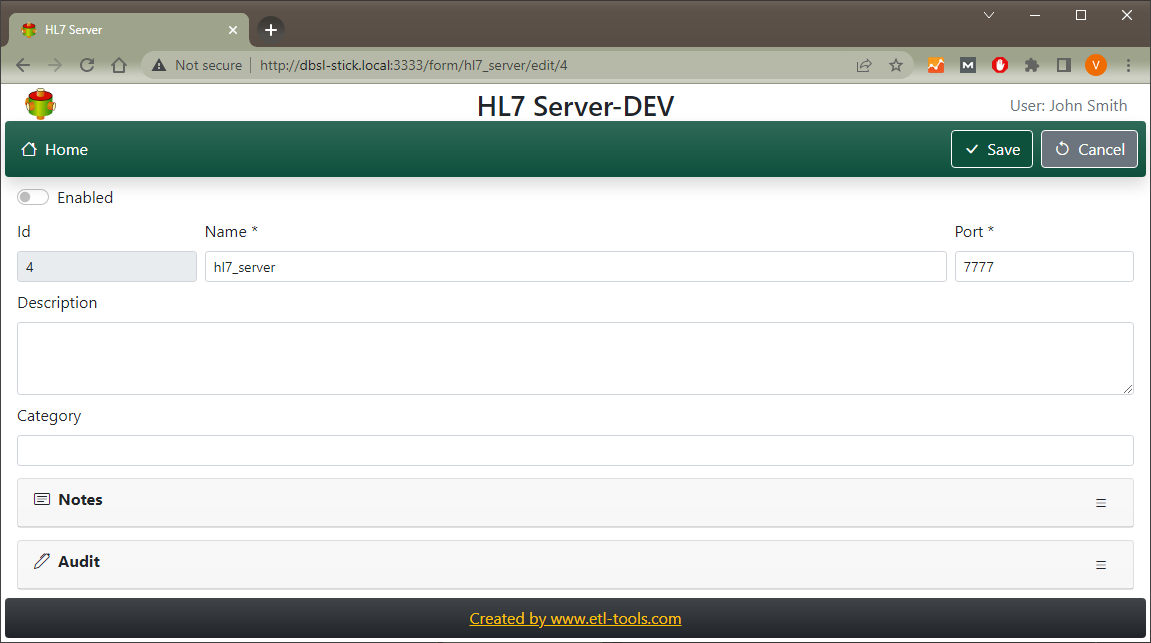 HL7 Server
Not secure http://dbsl-stick.local:3333/form/hl7_server/edit/4
M
V
HL7 Server-DEV
User: John Smith
Home
Save
Cancel
Enabled
Id
Name *
Port *
4
hl7_server
7777
Description
Category
Notes
Audit
Created by www.etl-tools.com